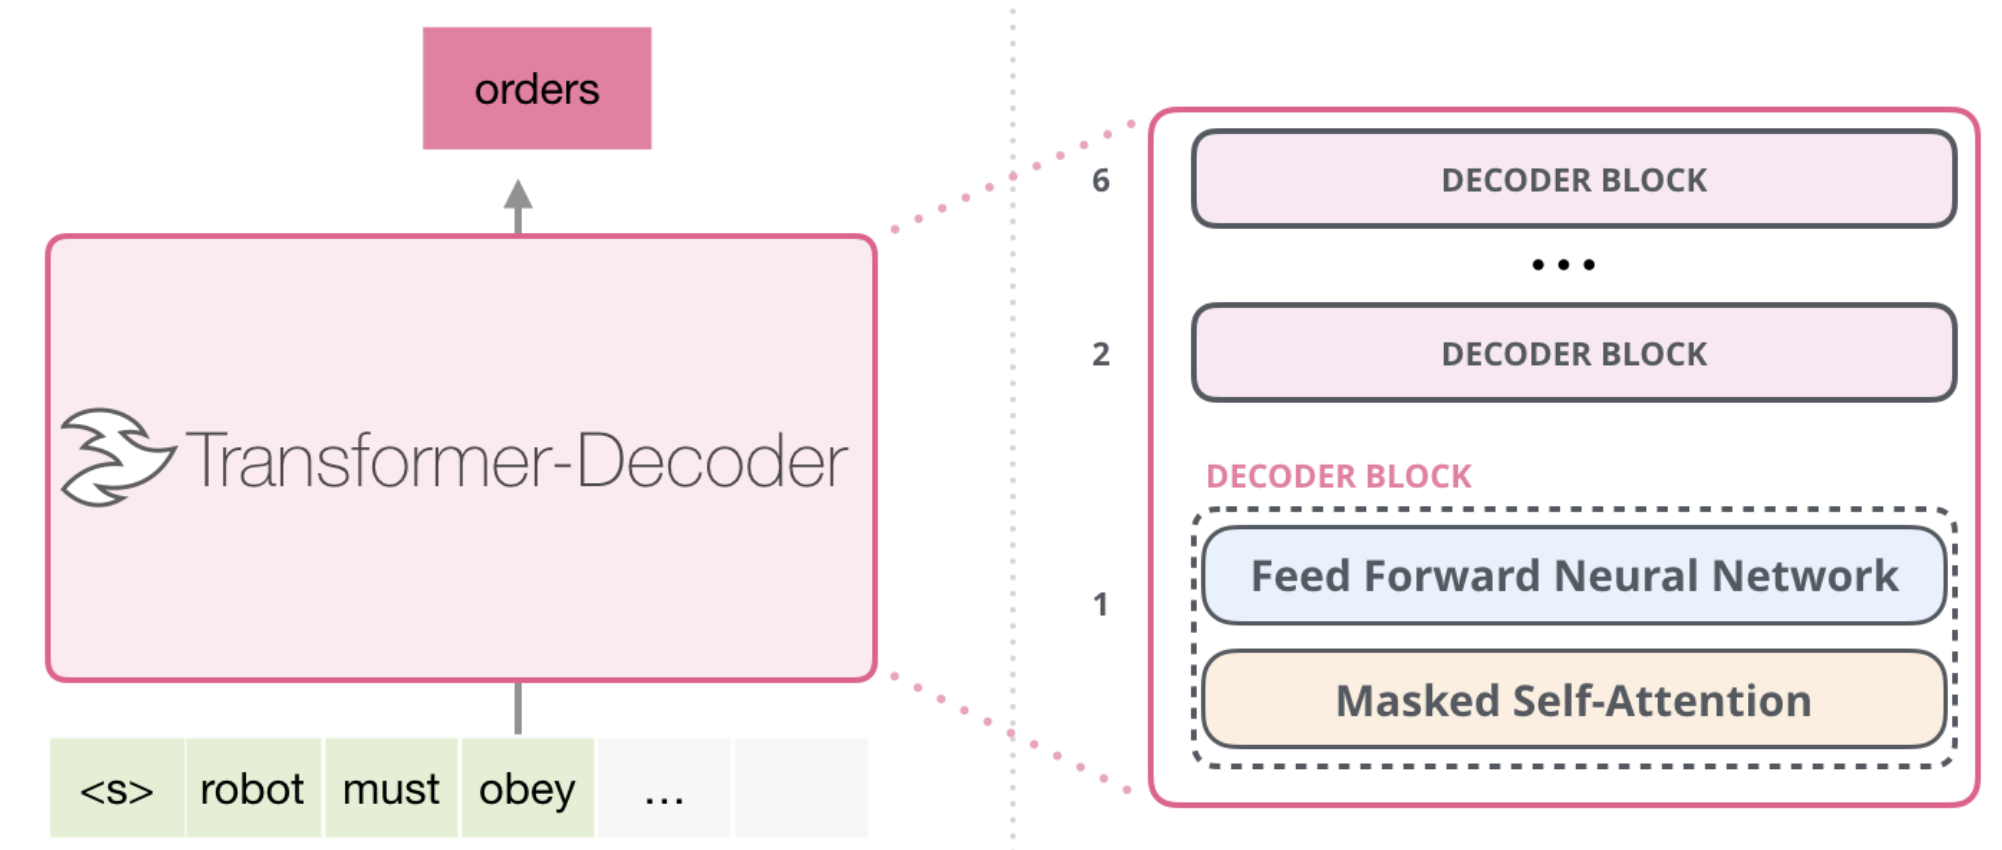 orders
Transformer-Decoder
<s> robot must obey ...
6 DECODER BLOCK
...
2 DECODER BLOCK
DECODER BLOCK
Feed Forward Neural Network
1
Masked Self-Attention